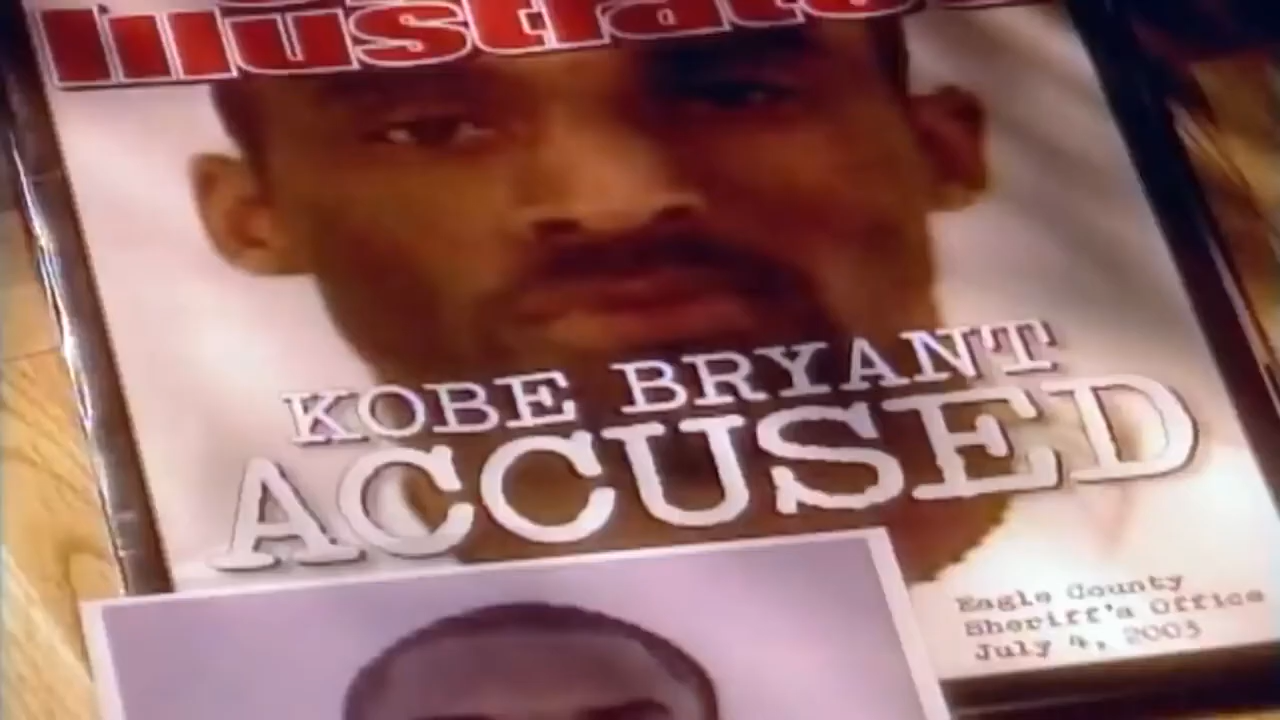 Illustrated
KOBE BRYANT
ACCUSED
Eagle County
Sheriff's Office
July 4, 2003